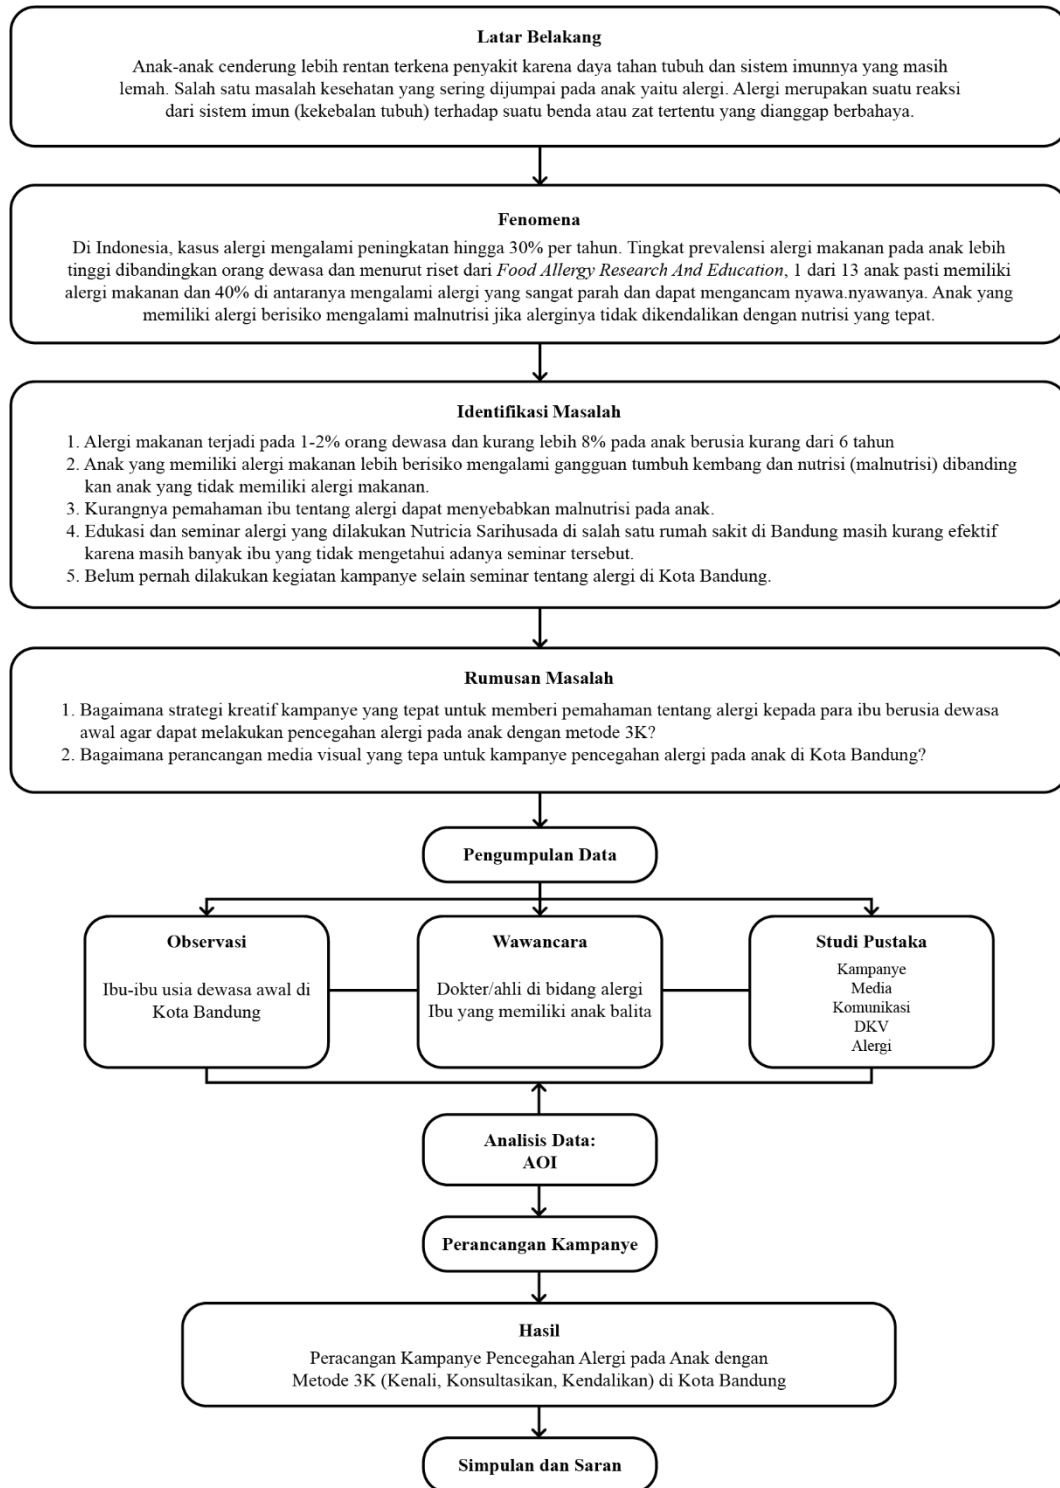 Latar Belakang
Anak-anak cenderung lebih rentan terkena penyakit karena daya tahan tubuh dan sistem imunnya yang masih
lemah. Salah satu masalah kesehatan yang sering dijumpai pada anak yaitu alergi. Alergi merupakan suatu reaksi
dari sistem imun (kekebalan tubuh) terhadap suatu benda atau zat tertentu yang dianggap berbahaya.
Fenomena
Di Indonesia, kasus alergi mengalami peningkatan hingga 30% per tahun. Tingkat prevalensi alergi makanan pada anak lebih
tinggi dibandingkan orang dewasa dan menurut riset dari Food Allergy Research And Education, 1 dari 13 anak pasti memiliki
alergi makanan dan 40% di antaranya mengalami alergi yang sangat parah dan dapat mengancam nyawa.nyawanya. Anak yang
memiliki alergi berisiko mengalami malnutrisi jika alerginya tidak dikendalikan dengan nutrisi yang tepat.
Identifikasi Masalah
1. Alergi makanan terjadi pada 1-2% orang dewasa dan kurang lebih 8% pada anak berusia kurang dari 6 tahun
2. Anak yang memiliki alergi makanan lebih berisiko mengalami gangguan tumbuh kembang dan nutrisi (malnutrisi) dibanding
kan anak yang tidak memiliki alergi makanan.
3. Kurangnya pemahaman ibu tentang alergi dapat menyebabkan malnutrisi pada anak.
4. Edukasi dan seminar alergi yang dilakukan Nutricia Sarihusada di salah satu rumah sakit di Bandung masih kurang efektif
karena masih banyak ibu yang tidak mengetahui adanya seminar tersebut.
5. Belum pernah dilakukan kegiatan kampanye selain seminar tentang alergi di Kota Bandung.
Rumusan Masalah
1. Bagaimana strategi kreatif kampanye yang tepat untuk memberi pemahaman tentang alergi kepada para ibu berusia dewasa
awal agar dapat melakukan pencegahan alergi pada anak dengan metode 3K?
2. Bagaimana perancangan media visual yang tepa untuk kampanye pencegahan alergi pada anak di Kota Bandung?
Pengumpulan Data
Observasi
Ibu-ibu usia dewasa awal di
Kota Bandung
Wawancara
Dokter/ahli di bidang alergi
Ibu yang memiliki anak balita
Studi Pustaka
Kampanye
Media
Komunikasi
DKV
Alergi
Analisis Data:
AOI
Perancangan Kampanye
Hasil
Peracangan Kampanye Pencegahan Alergi pada Anak dengan
Metode 3K (Kenali, Konsultasikan, Kendalikan) di Kota Bandung
Simpulan dan Saran